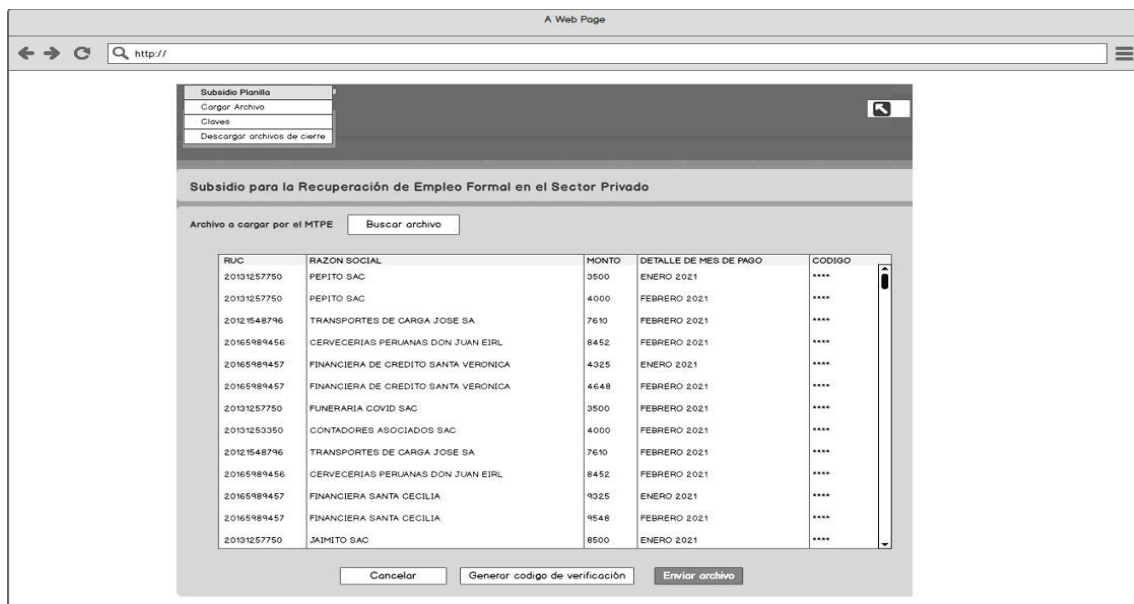 A Web Page
http://
Subsidio Planilla
Cargar Archivo
Claves
Descargar archivos de cierre
Subsidio para la Recuperación de Empleo Formal en el Sector Privado
Archivo a cargar por el MTPE Buscar archivo
RUC RAZON SOCIAL MONTO DETALLE DE MES DE PAGO CODIGO
20131257750 PEPITO SAC 3500 ENERO 2021 ****
20131257750 PEPITO SAC 4000 FEBRERO 2021 ****
20121548796 TRANSPORTES DE CARGA JOSE SA 7610 FEBRERO 2021 ****
20165989456 CERVECERIAS PERUANAS DON JUAN EIRL 8452 FEBRERO 2021 ****
20165989457 FINANCIERA DE CREDITO SANTA VERONICA 4325 ENERO 2021 ****
20165989457 FINANCIERA DE CREDITO SANTA VERONICA 4648 FEBRERO 2021 ****
20131257750 FUNERARIA COVID SAC 3500 FEBRERO 2021 ****
20131253350 CONTADORES ASOCIADOS SAC 4000 FEBRERO 2021 ****
20121548796 TRANSPORTES DE CARGA JOSE SA 7610 FEBRERO 2021 ****
20165989456 CERVECERIAS PERUANAS DON JUAN EIRL 8452 FEBRERO 2021 ****
20165989457 FINANCIERA SANTA CECILIA 9325 ENERO 2021 ****
20165989457 FINANCIERA SANTA CECILIA 9548 FEBRERO 2021 ****
20131257750 JAIMITO SAC 8500 ENERO 2021 ****
Cancelar Generar codigo de verificación Enviar archivo